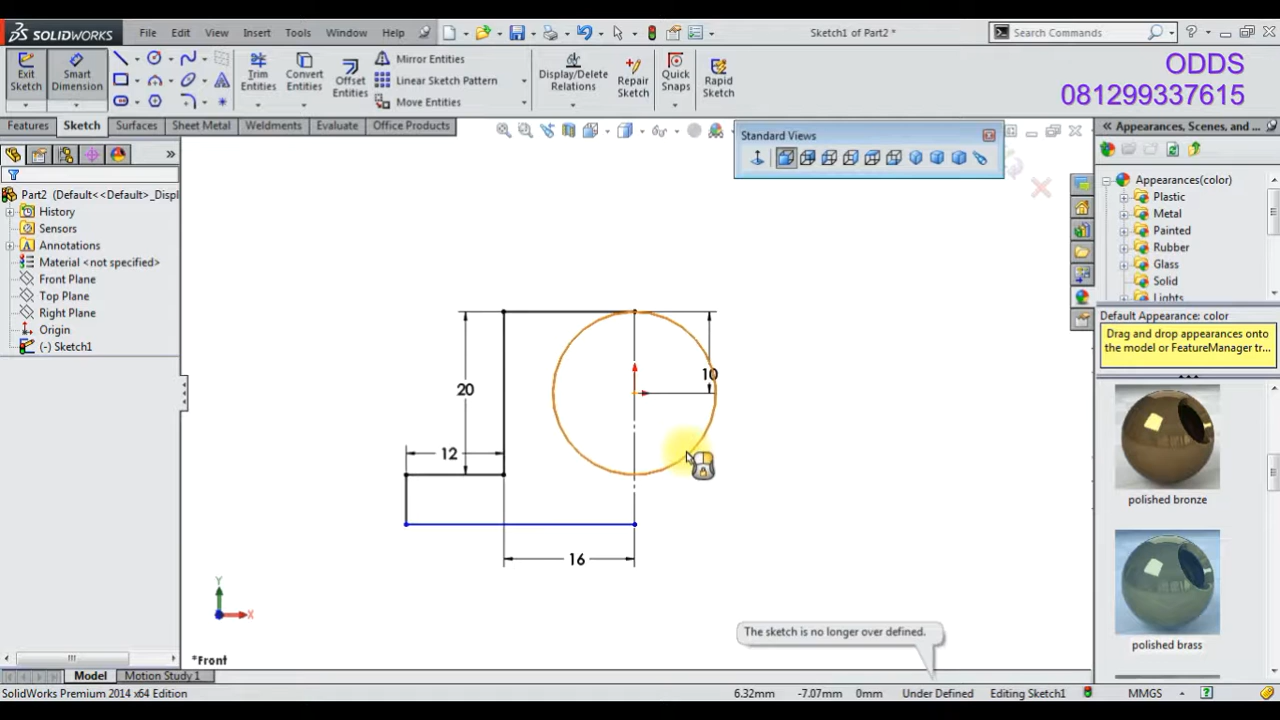 SOLIDWORKS File Edit View Insert Tools Window Help Sketch1 of Part2 * Search Commands
ODDS
081299337615
Exit Sketch
Smart Dimension
Trim Entities
Convert Entities
Offset Entities
Mirror Entities
Linear Sketch Pattern
Move Entities
Display/Delete Relations
Repair Sketch
Quick Snaps
Rapid Sketch
Features Sketch Surfaces Sheet Metal Weldments Evaluate Office Products
Standard Views
Appearances, Scenes, and ...
Part2 (Default<<Default>_Displ
History
Sensors
Annotations
Material <not specified>
Front Plane
Top Plane
Right Plane
Origin
(-) Sketch1
Appearances(color)
Plastic
Metal
Painted
Rubber
Glass
Solid
Lights
Default Appearance: color
Drag and drop appearances onto
the model or FeatureManager tr...
polished bronze
polished brass
10
20
12
16
Y
X
*Front
The sketch is no longer over defined.
Model Motion Study 1
SolidWorks Premium 2014 x64 Edition 6.32mm -7.07mm 0mm Under Defined Editing Sketch1 MMGS